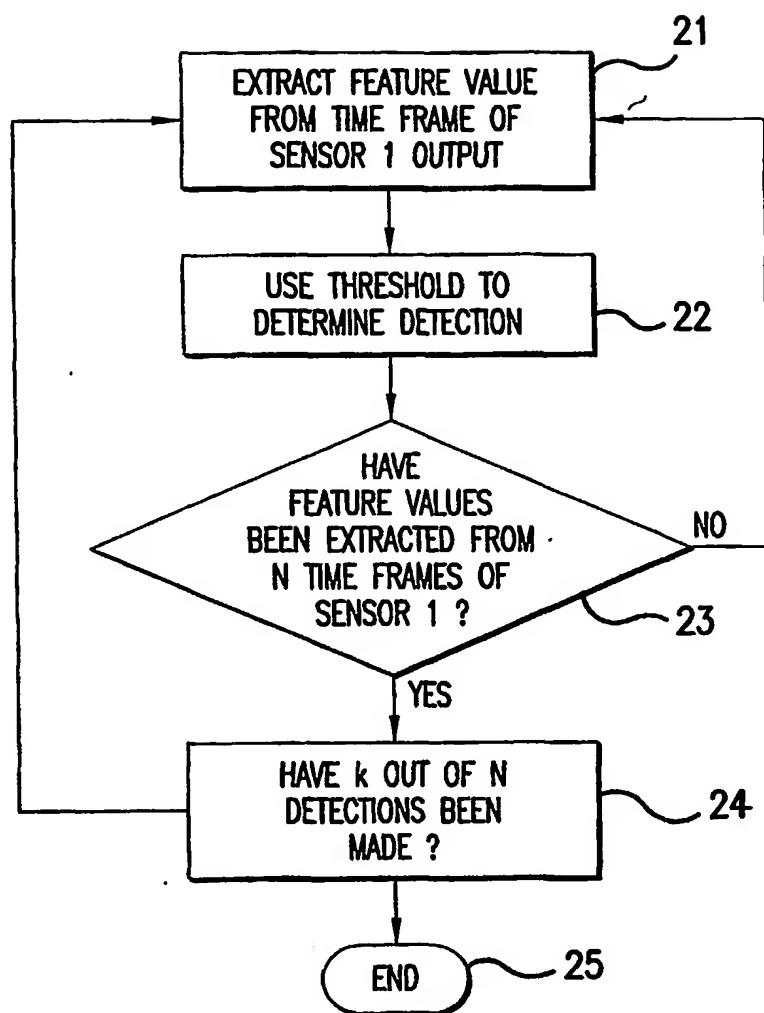 21
EXTRACT FEATURE VALUE
FROM TIME FRAME OF
SENSOR 1 OUTPUT
USE THRESHOLD TO
DETERMINE DETECTION
22
HAVE
FEATURE VALUES
BEEN EXTRACTED FROM
N TIME FRAMES OF
SENSOR 1 ?
NO
23
YES
HAVE k OUT OF N
DETECTIONS BEEN
MADE ?
24
END
25